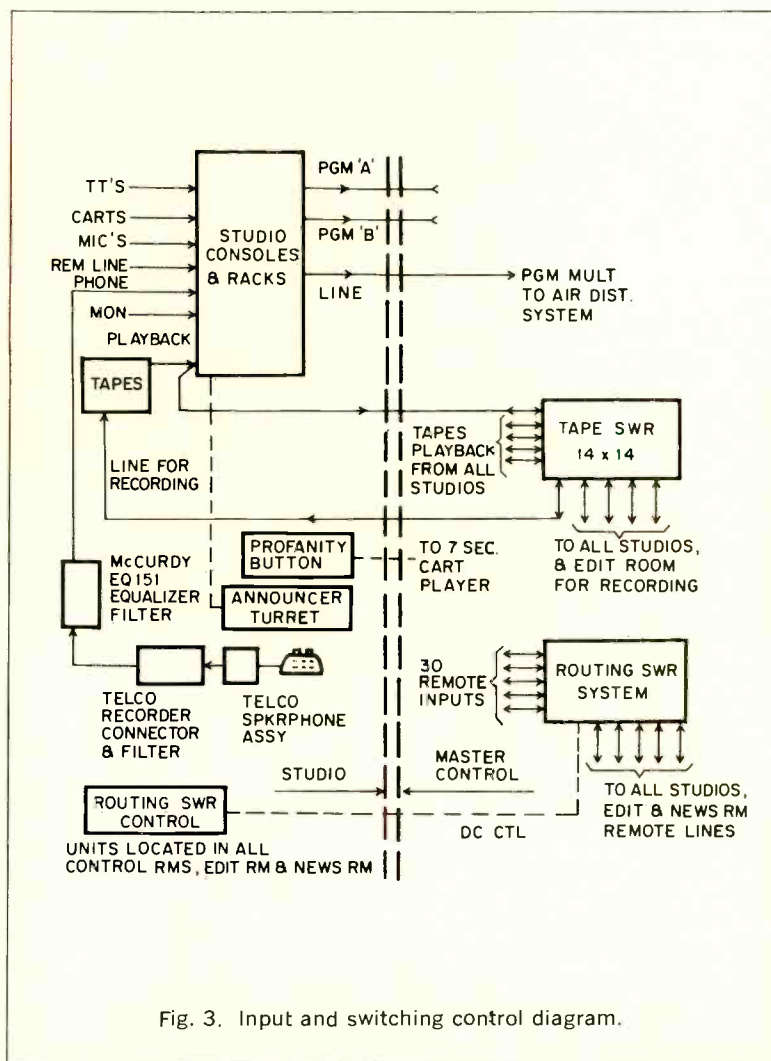 TT'S
CARTS
MIC'S
REM LINE
PHONE
MON
PLAYBACK
TAPES
STUDIO
CONSOLES
& RACKS
PGM 'A'
PGM 'B'
LINE
PGM MULT
TO AIR DIST.
SYSTEM
LINE FOR
RECORDING
TAPES
PLAYBACK
FROM ALL
STUDIOS
TAPE SWR
14 x 14
TO ALL STUDIOS,
& EDIT ROOM
FOR RECORDING
PROFANITY
BUTTON
TO 7 SEC.
CART
PLAYER
ANNOUNCER
TURRET
McCURDY
EQ 151
EQUALIZER
FILTER
TELCO
RECORDER
CONNECTOR
& FILTER
TELCO
SPKRPHONE
ASSY
30
REMOTE
INPUTS
ROUTING SWR
SYSTEM
TO ALL STUDIOS,
EDIT & NEWS RM
REMOTE LINES
STUDIO
MASTER
CONTROL
ROUTING SWR
CONTROL
DC CTL
UNITS LOCATED IN ALL
CONTROL RMS, EDIT RM & NEWS RM
Fig. 3. Input and switching control diagram.